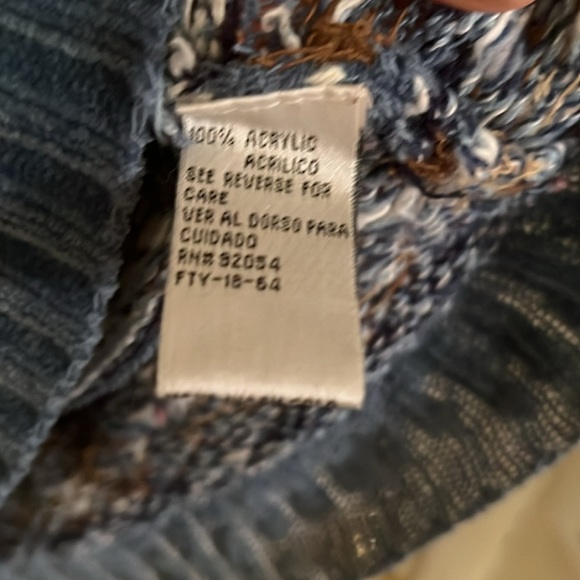 100% ACRYLIC
ACRILICO
SEE REVERSE FOR
CARE
VER AL DORSO PARA
CUIDADO
RN# 92054
FTY-18-64